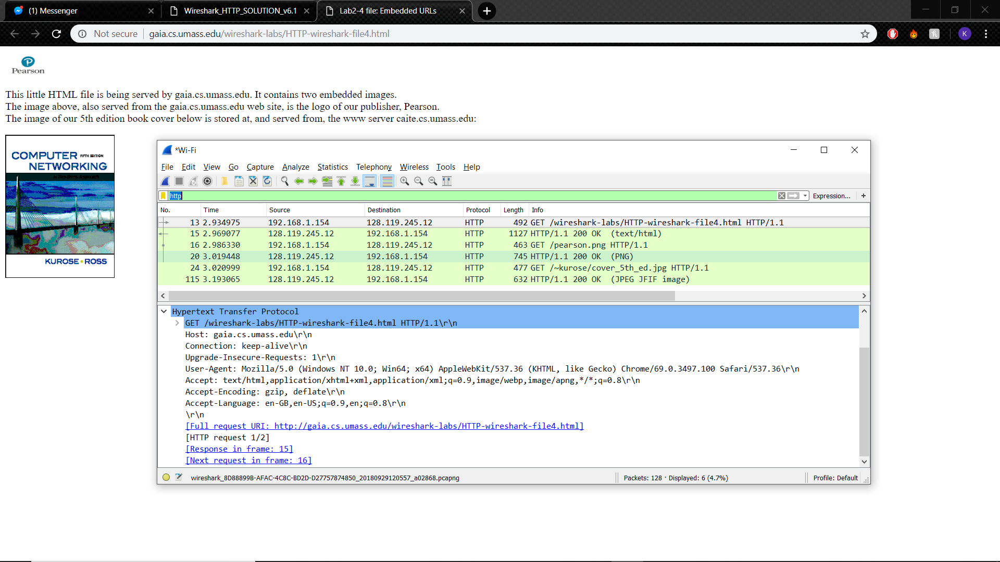 (1) Messenger
Wireshark_HTTP_SOLUTION_v6.1
Lab2-4 file: Embedded URLs
Not secure
gaia.cs.umass.edu/wireshark-labs/HTTP-wireshark-file4.html
K
Pearson
This little HTML file is being served by gaia.cs.umass.edu. It contains two embedded images.
The image above, also served from the gaia.cs.umass.edu web site, is the logo of our publisher, Pearson.
The image of our 5th edition book cover below is stored at, and served from, the www server caite.cs.umass.edu:
COMPUTER FIFTH EDITION
NETWORKING
A Top-Down Approach
KUROSE ROSS
*Wi-Fi
File Edit View Go Capture Analyze Statistics Telephony Wireless Tools Help
http
Expression... +
No. Time Source Destination Protocol Length Info
13 2.934975 192.168.1.154 128.119.245.12 HTTP 492 GET /wireshark-labs/HTTP-wireshark-file4.html HTTP/1.1
15 2.969077 128.119.245.12 192.168.1.154 HTTP 1127 HTTP/1.1 200 OK (text/html)
16 2.986330 192.168.1.154 128.119.245.12 HTTP 463 GET /pearson.png HTTP/1.1
20 3.019448 128.119.245.12 192.168.1.154 HTTP 745 HTTP/1.1 200 OK (PNG)
24 3.020999 192.168.1.154 128.119.245.12 HTTP 477 GET /~kurose/cover_5th_ed.jpg HTTP/1.1
115 3.193065 128.119.245.12 192.168.1.154 HTTP 632 HTTP/1.1 200 OK (JPEG JFIF image)
Hypertext Transfer Protocol
GET /wireshark-labs/HTTP-wireshark-file4.html HTTP/1.1\r\n
Host: gaia.cs.umass.edu\r\n
Connection: keep-alive\r\n
Upgrade-Insecure-Requests: 1\r\n
User-Agent: Mozilla/5.0 (Windows NT 10.0; Win64; x64) AppleWebKit/537.36 (KHTML, like Gecko) Chrome/69.0.3497.100 Safari/537.36\r\n
Accept: text/html,application/xhtml+xml,application/xml;q=0.9,image/webp,image/apng,*/*;q=0.8\r\n
Accept-Encoding: gzip, deflate\r\n
Accept-Language: en-GB,en-US;q=0.9,en;q=0.8\r\n
\r\n
[Full request URI: http://gaia.cs.umass.edu/wireshark-labs/HTTP-wireshark-file4.html]
[HTTP request 1/2]
[Response in frame: 15]
[Next request in frame: 16]
wireshark_8D88899B-AFAC-4C8C-BD2D-D27757874850_20180929120557_a02868.pcapng
Packets: 128 · Displayed: 6 (4.7%)
Profile: Default